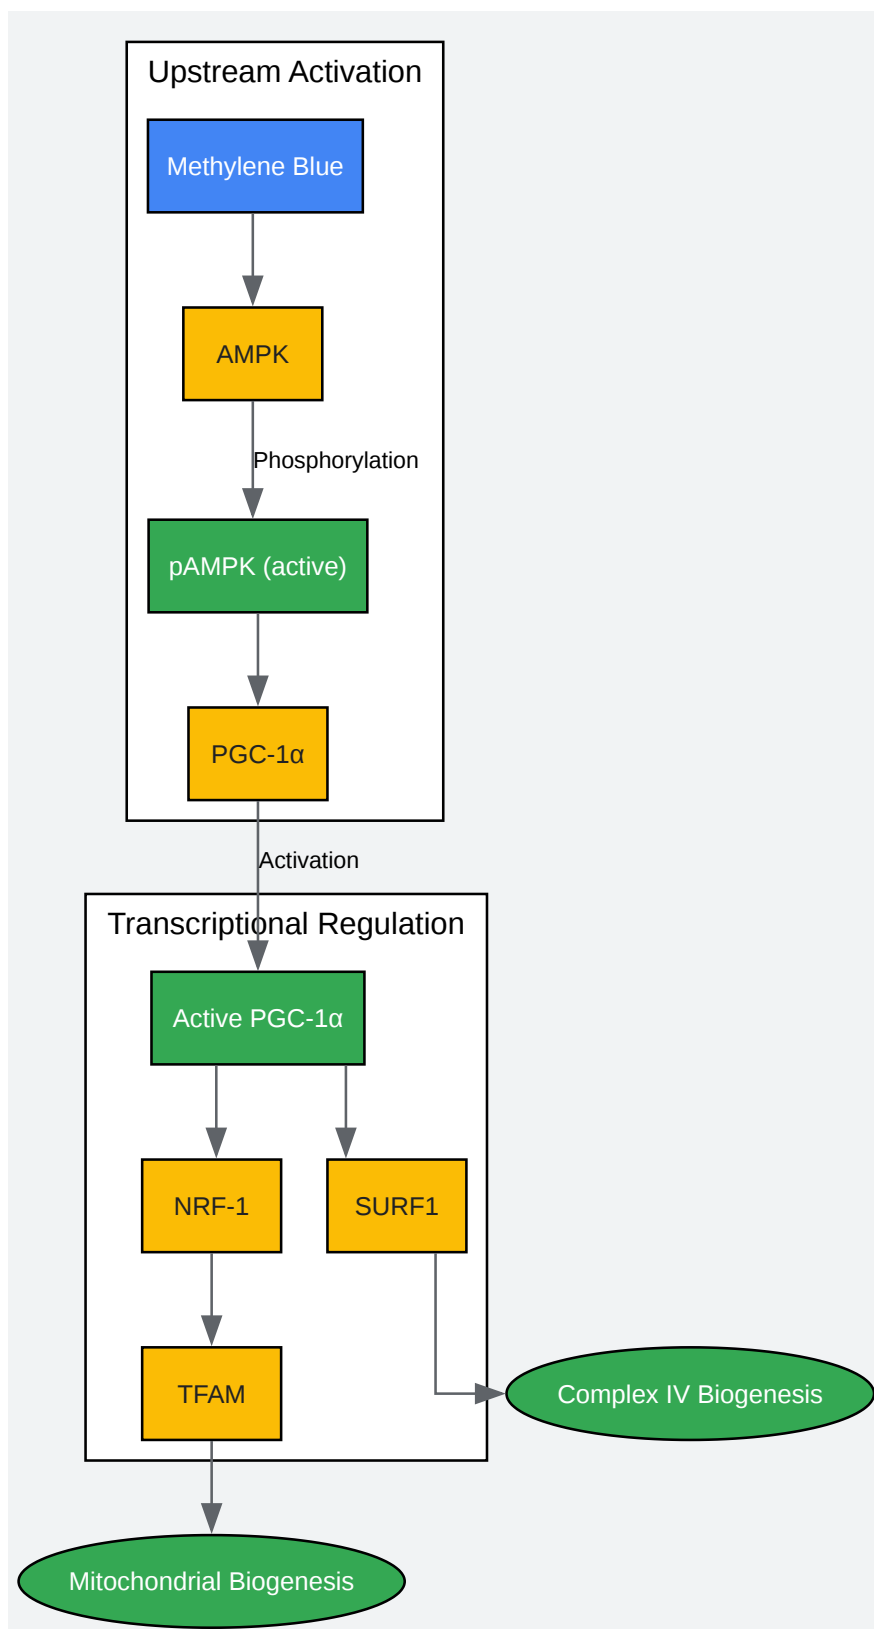 Upstream Activation
Methylene Blue
AMPK
Phosphorylation
pAMPK (active)
PGC-1α
Activation
Transcriptional Regulation
Active PGC-1α
NRF-1
SURF1
TFAM
Complex IV Biogenesis
Mitochondrial Biogenesis